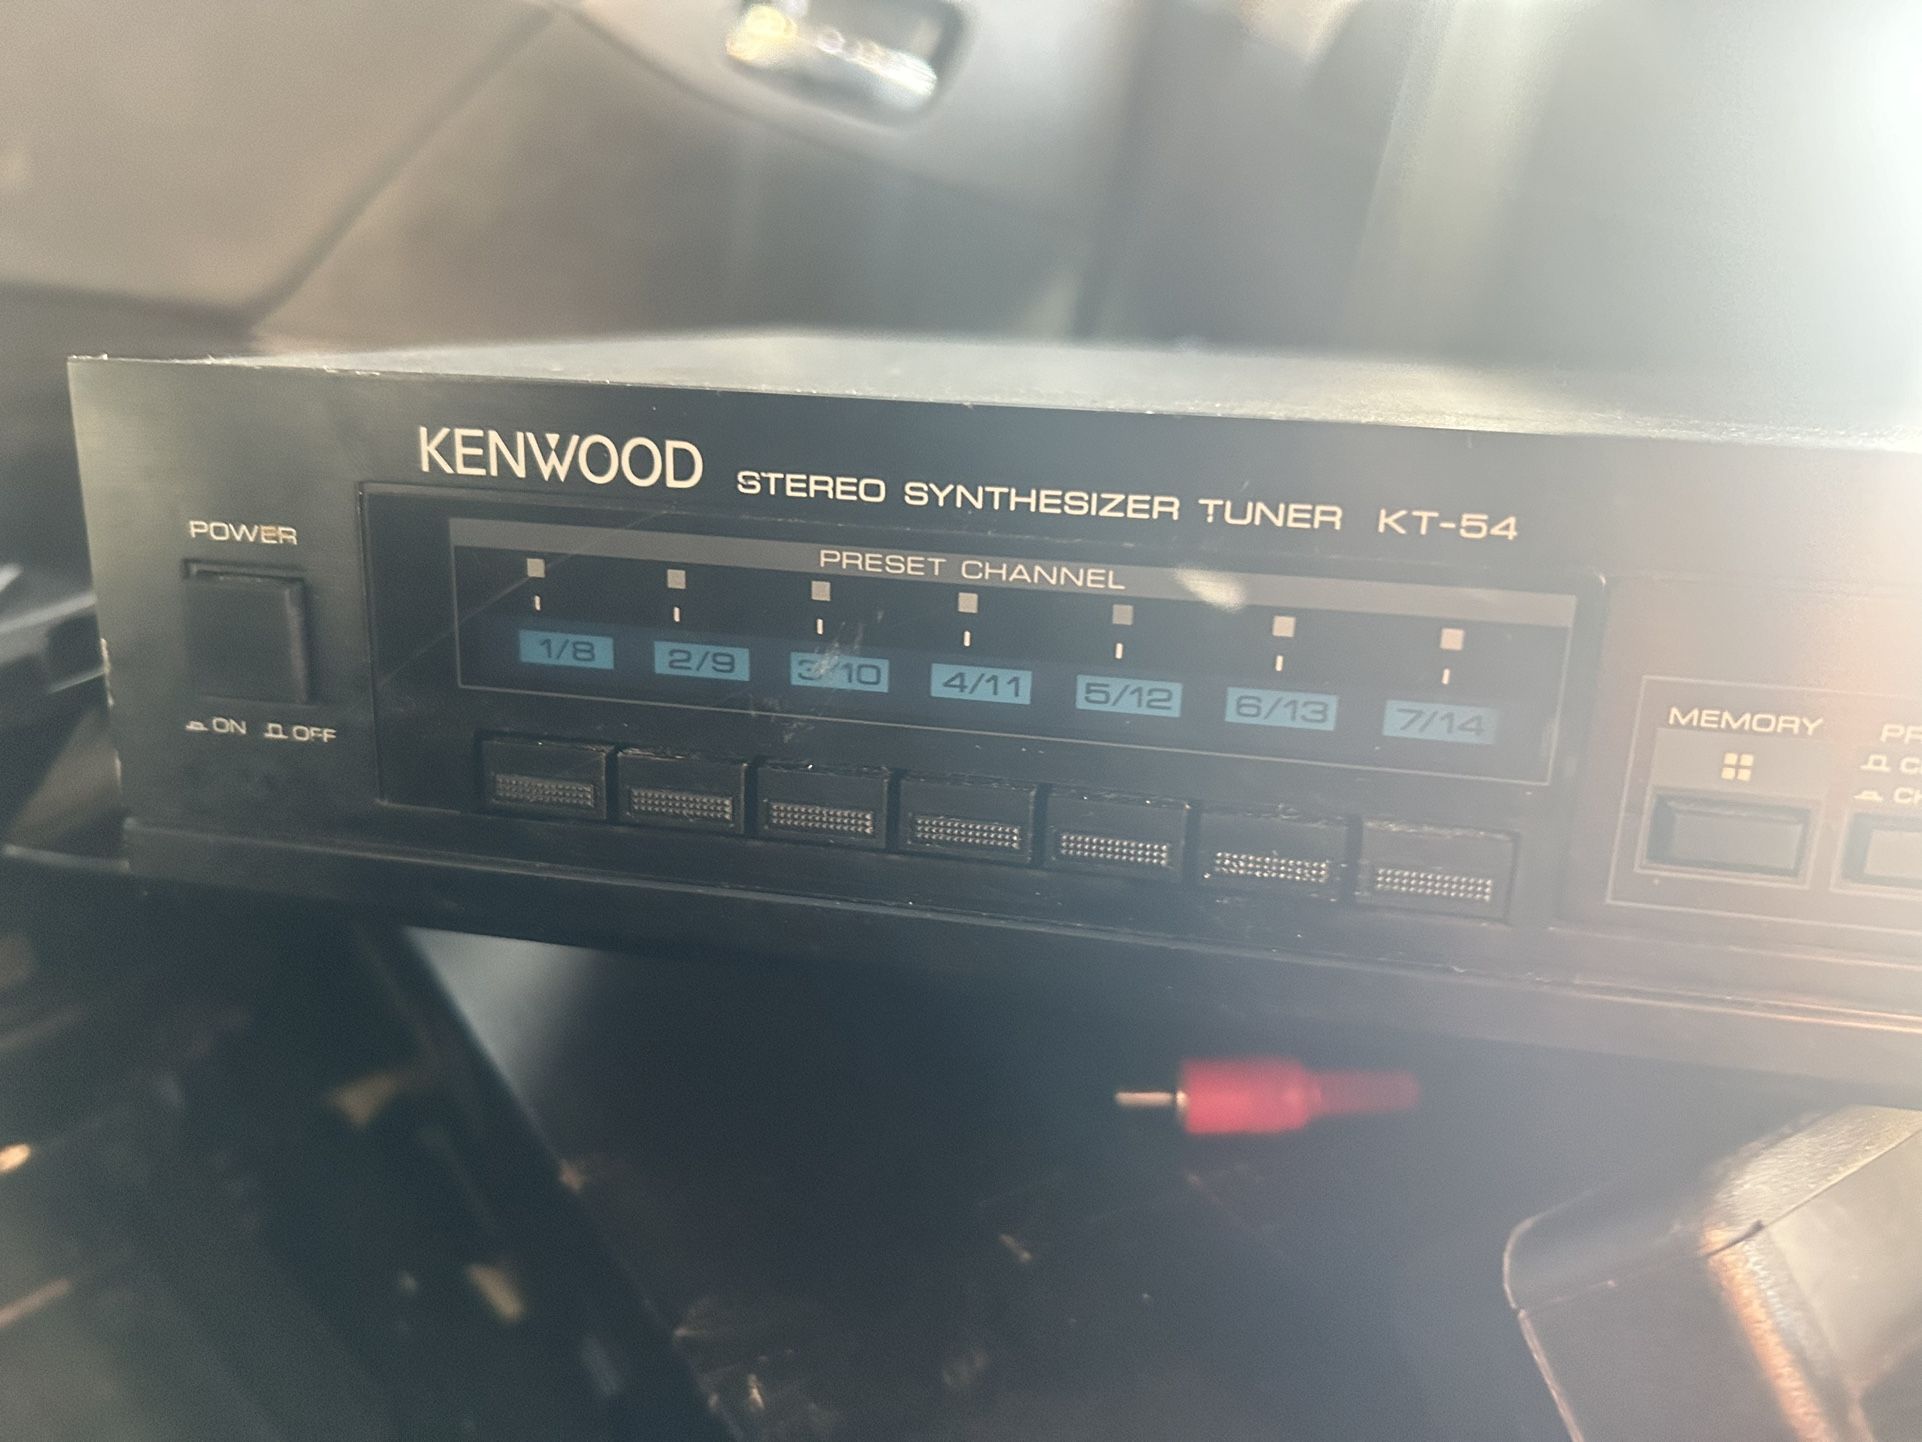 KENWOOD STEREO SYNTHESIZER TUNER KT-54
POWER
ON OFF
PRESET CHANNEL
1/8 2/9 3/10 4/11 5/12 6/13 7/14
MEMORY